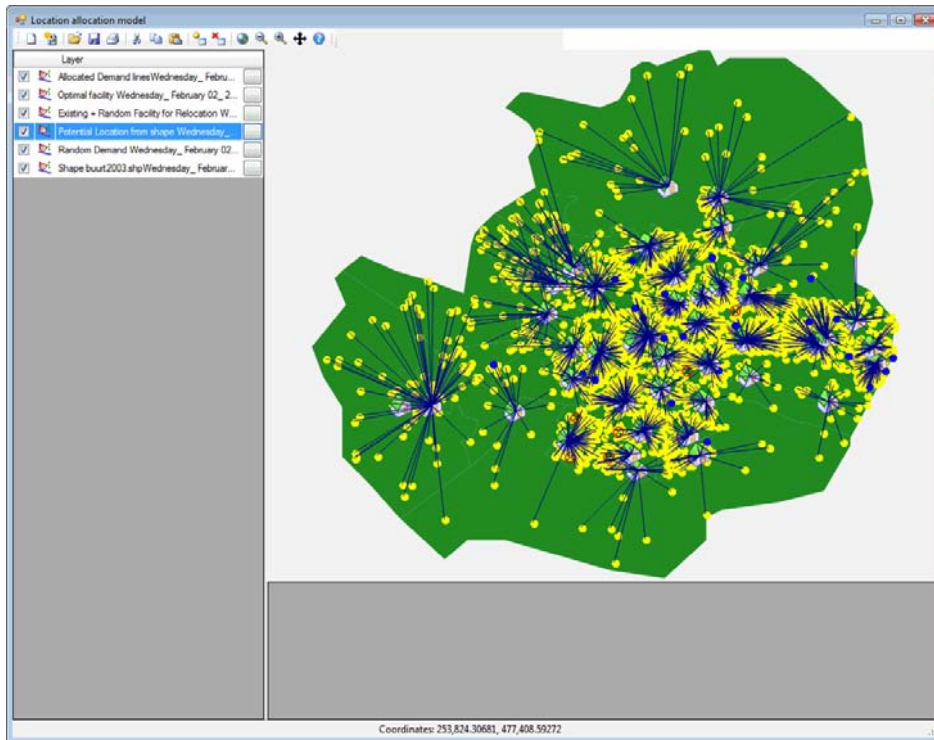 Location allocation model
Layer
Allocated Demand linesWednesday_ Febru...
Optimal facility Wednesday_ February 02_ 2...
Existing + Random Facility for Relocation W...
Potential Location from shape Wednesday_
Random Demand Wednesday_ February 02...
Shape buurt2003.shpWednesday_ Februar...
Coordinates: 253,824.30681, 477,408.59272